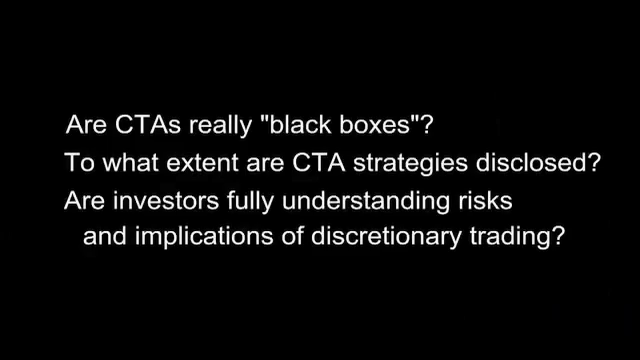 Are CTAs really "black boxes"?
To what extent are CTA strategies disclosed?
Are investors fully understanding risks
and implications of discretionary trading?